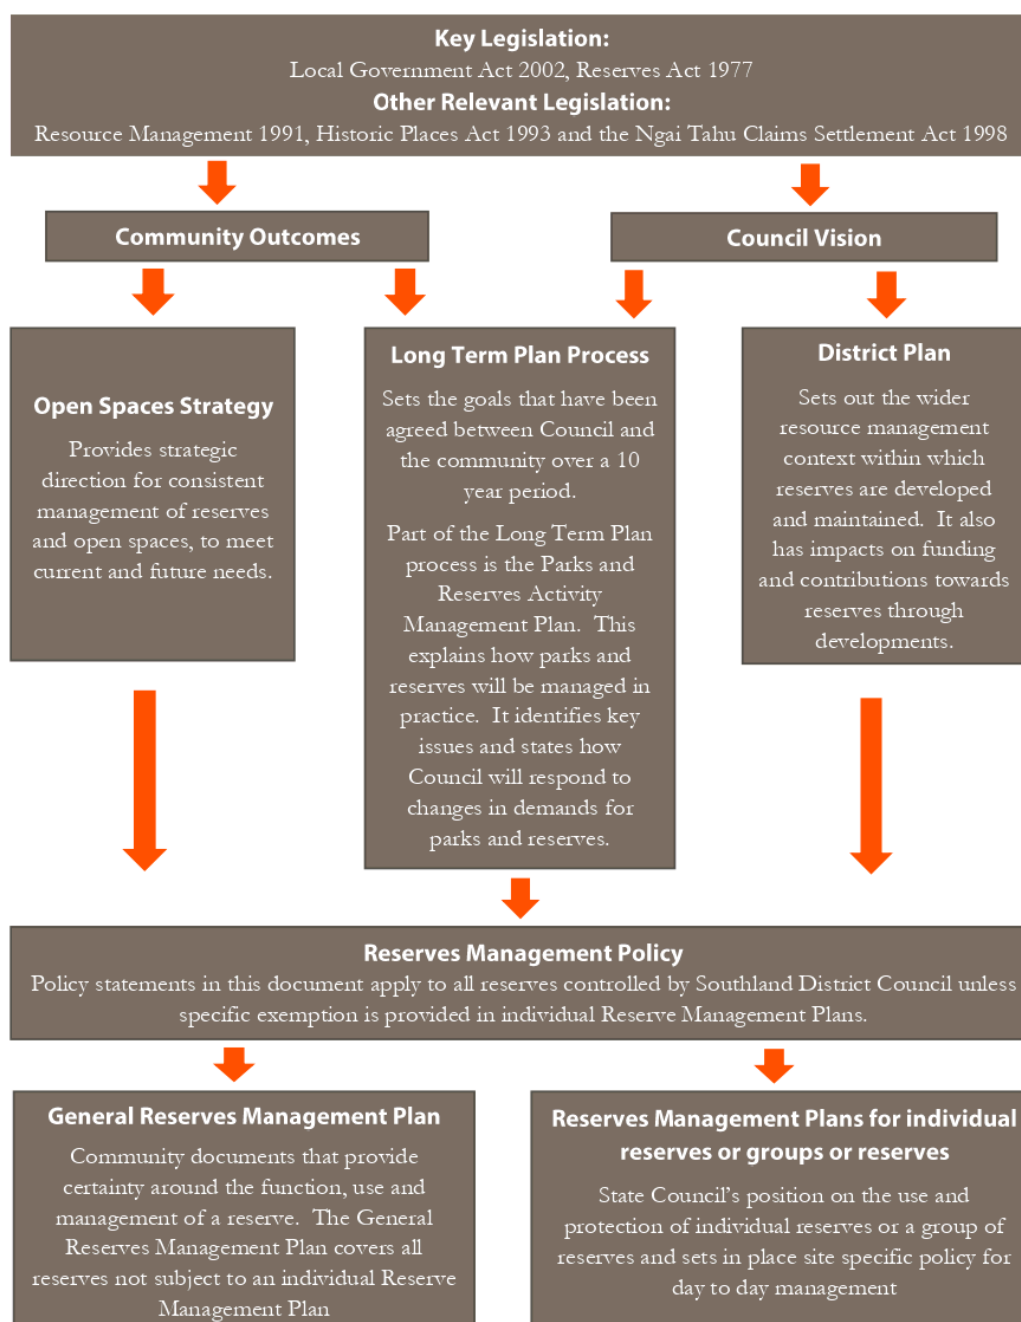 Key Legislation:
Local Government Act 2002, Reserves Act 1977
Other Relevant Legislation:
Resource Management 1991, Historic Places Act 1993 and the Ngai Tahu Claims Settlement Act 1998
Community Outcomes
Council Vision
Open Spaces Strategy
Provides strategic
direction for consistent
management of reserves
and open spaces, to meet
current and future needs.
Long Term Plan Process
Sets the goals that have been
agreed between Council and
the community over a 10
year period.
Part of the Long Term Plan
process is the Parks and
Reserves Activity
Management Plan.  This
explains how parks and
reserves will be managed in
practice.  It identifies key
issues and states how
Council will respond to
changes in demands for
parks and reserves.
District Plan
Sets out the wider
resource management
context within which
reserves are developed
and maintained.  It also
has impacts on funding
and contributions towards
reserves through
developments.
Reserves Management Policy
Policy statements in this document apply to all reserves controlled by Southland District Council unless
specific exemption is provided in individual Reserve Management Plans.
General Reserves Management Plan
Community documents that provide
certainty around the function, use and
management of a reserve.  The General
Reserves Management Plan covers all
reserves not subject to an individual Reserve
Management Plan
Reserves Management Plans for individual
reserves or groups or reserves
State Council's position on the use and
protection of individual reserves or a group of
reserves and sets in place site specific policy for
day to day management